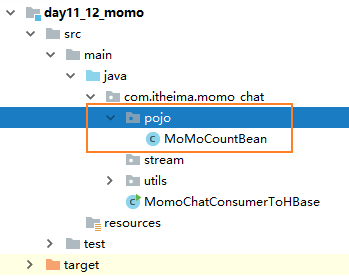 day11_12_momo
src
main
java
com.itheima.momo_chat
pojo
MoMoCountBean
stream
utils
MomoChatConsumerToHBase
resources
test
target